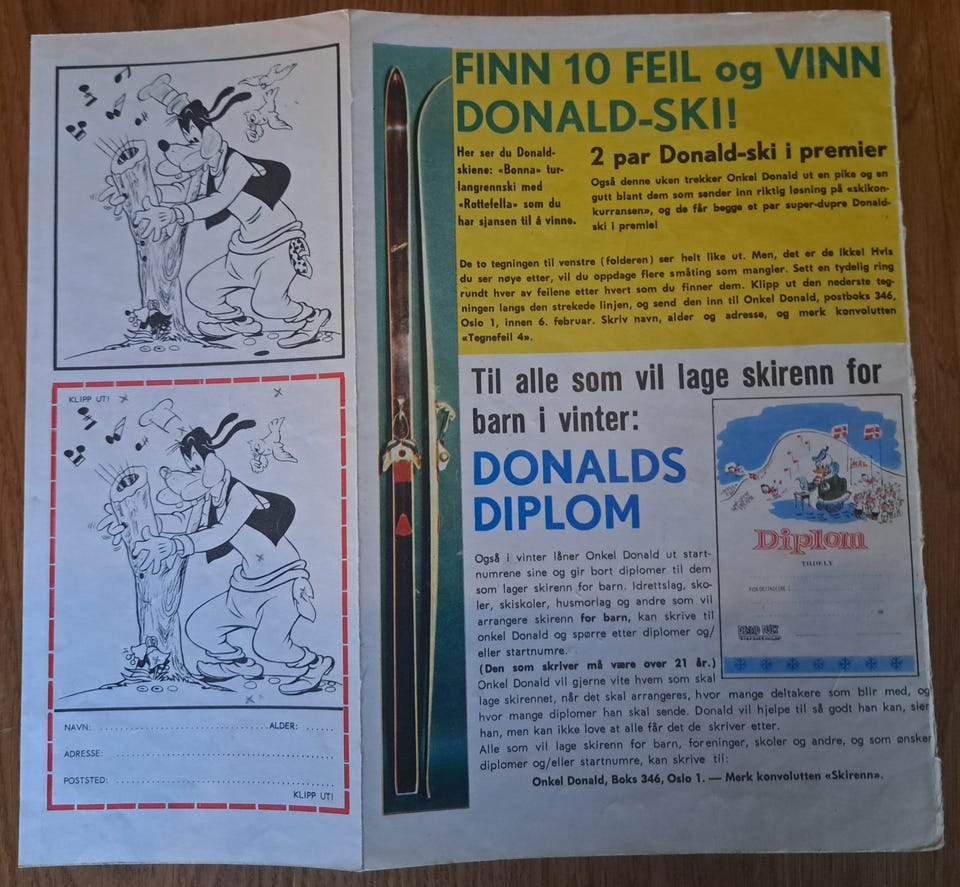 FINN 10 FEIL og VINN
DONALD-SKI!
Her ser du Donald-
skiene: «Bonna» tur-
langrennski med
«Rottefella» som du
har sjansen til å vinne.
2 par Donald-ski i premier
Også denne uken trekker Onkel Donald ut en pike og en
gutt blant dem som sender inn riktig løsning på «skikon-
kurransen», og de får begge et par super-dupre Donald-
ski i premie!
De to tegningen til venstre (folderen) ser helt like ut. Men, det er de ikke! Hvis
du ser nøye etter, vil du oppdage flere småting som mangler. Sett en tydelig ring
rundt hver av feilene etter hvert som du finner dem. Klipp ut den nederste teg-
ningen langs den strekede linjen, og send den inn til Onkel Donald, postboks 346,
Oslo 1, innen 6. februar. Skriv navn, alder og adresse, og merk konvolutten
«Tegnefeil 4».
KLIPP UT!
NAVN: ALDER:
ADRESSE:
POSTSTED:
KLIPP UT!
Til alle som vil lage skirenn for
barn i vinter:
DONALDS
DIPLOM
Også i vinter låner Onkel Donald ut start-
numrene sine og gir bort diplomer til dem
som lager skirenn for barn. Idrettslag, sko-
ler, skiskoler, husmorlag og andre som vil
arrangere skirenn for barn, kan skrive til
onkel Donald og spørre etter diplomer og/
eller startnumre.
(Den som skriver må være over 21 år.)
Onkel Donald vil gjerne vite hvem som skal
lage skirennet, når det skal arrangeres, hvor mange deltakere som blir med, og
hvor mange diplomer han skal sende. Donald vil hjelpe til så godt han kan, sier
han, men kan ikke love at alle får det de skriver etter.
Alle som vil lage skirenn for barn, foreninger, skoler og andre, og som ønsker
diplomer og/eller startnumre, kan skrive til:
Onkel Donald, Boks 346, Oslo 1. — Merk konvolutten «Skirenn».
MÅL
Diplom
TILDELT